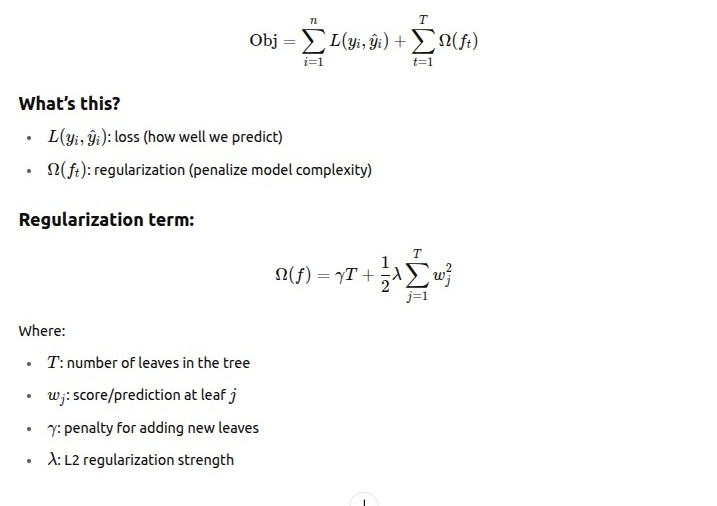 Obj = \sum_{i=1}^{n} L(y_i, \hat{y}_i) + \sum_{t=1}^{T} \Omega(f_t)
What's this?
• L(y_i, \hat{y}_i): loss (how well we predict)
• \Omega(f_t): regularization (penalize model complexity)
Regularization term:
\Omega(f) = \gamma T + \frac{1}{2} \lambda \sum_{j=1}^{T} w_j^2
Where:
• T: number of leaves in the tree
• w_j: score/prediction at leaf j
• γ: penalty for adding new leaves
• λ: L2 regularization strength